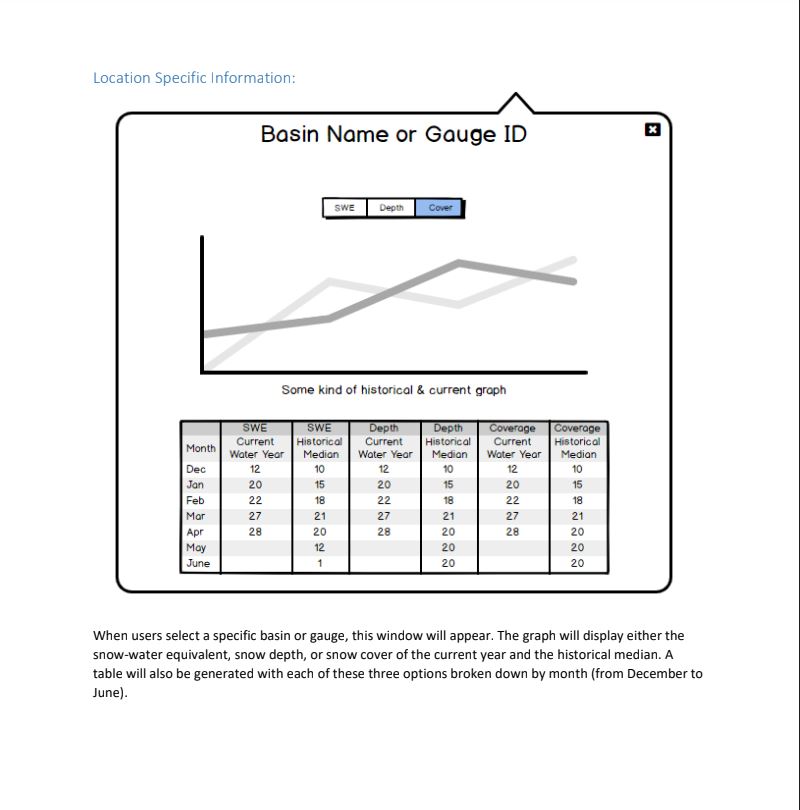 Location Specific Information:
Basin Name or Gauge ID
SWE Depth Cover
Some kind of historical & current graph
SWE SWE Depth Depth Coverage Coverage
Month Current Historical Current Historical Current Historical
Water Year Median Water Year Median Water Year Median
Dec 12 10 12 10 12 10
Jan 20 15 20 15 20 15
Feb 22 18 22 18 22 18
Mar 27 21 27 21 27 21
Apr 28 20 28 20 28 20
May 12 20 20
June 1 20 20
When users select a specific basin or gauge, this window will appear. The graph will display either the
snow-water equivalent, snow depth, or snow cover of the current year and the historical median. A
table will also be generated with each of these three options broken down by month (from December to
June).